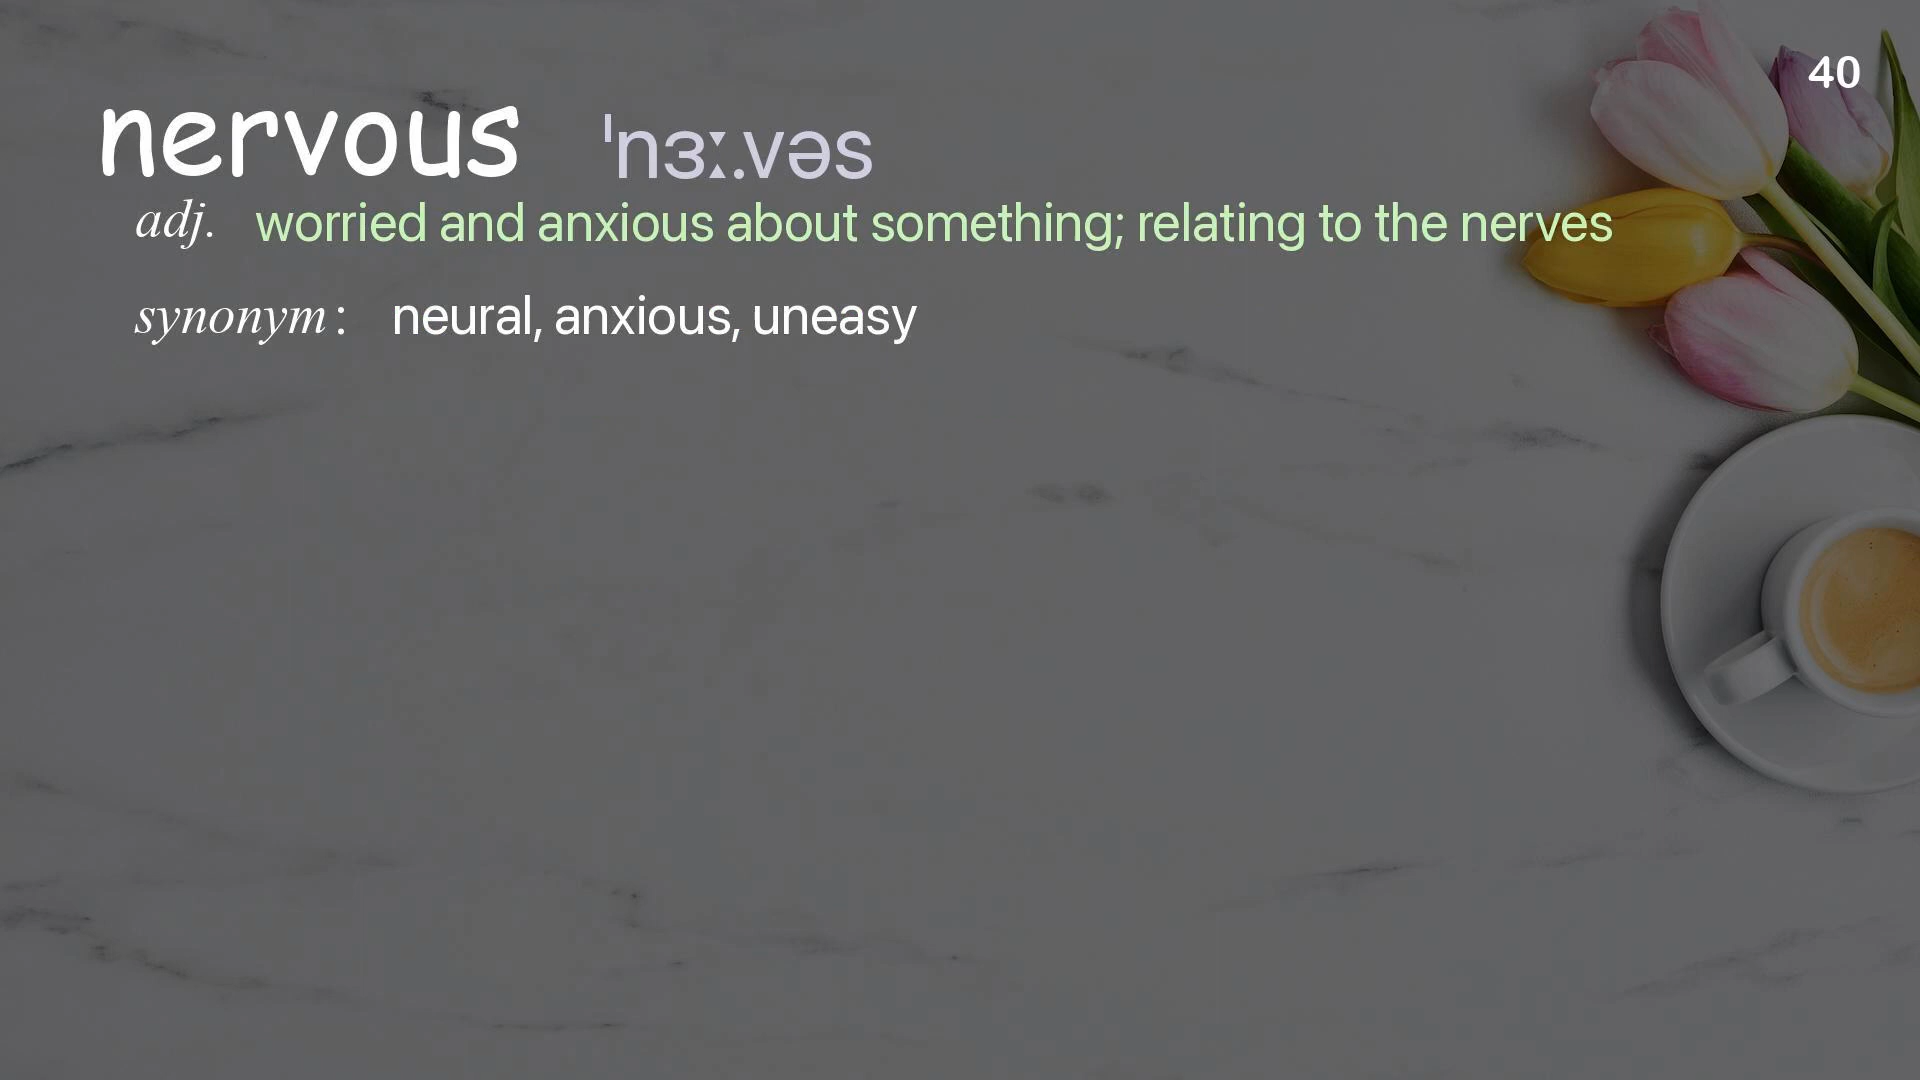 40
nervous ˈnɜː.vəs
adj. worried and anxious about something; relating to the nerves
synonym: neural, anxious, uneasy